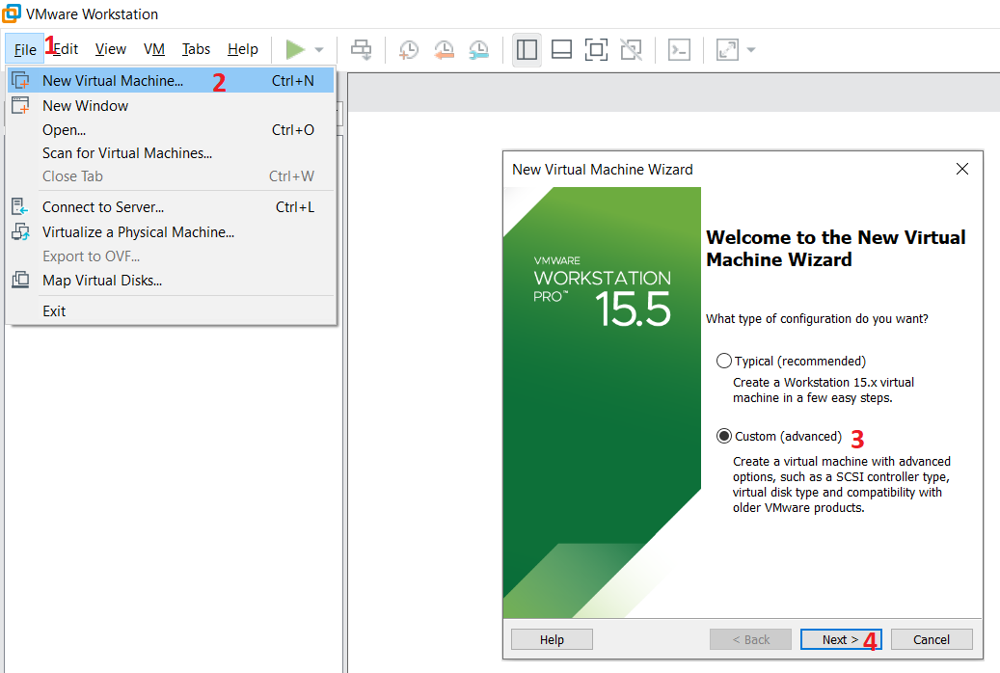 VMware Workstation
File 1 Edit View VM Tabs Help
New Virtual Machine... 2 Ctrl+N
New Window
Open... Ctrl+O
Scan for Virtual Machines...
Close Tab Ctrl+W
Connect to Server... Ctrl+L
Virtualize a Physical Machine...
Export to OVF...
Map Virtual Disks...
Exit
New Virtual Machine Wizard
VMWARE
WORKSTATION
PRO™ 15.5
Welcome to the New Virtual
Machine Wizard
What type of configuration do you want?
Typical (recommended)
Create a Workstation 15.x virtual
machine in a few easy steps.
Custom (advanced) 3
Create a virtual machine with advanced
options, such as a SCSI controller type,
virtual disk type and compatibility with
older VMware products.
Help < Back Next > 4 Cancel